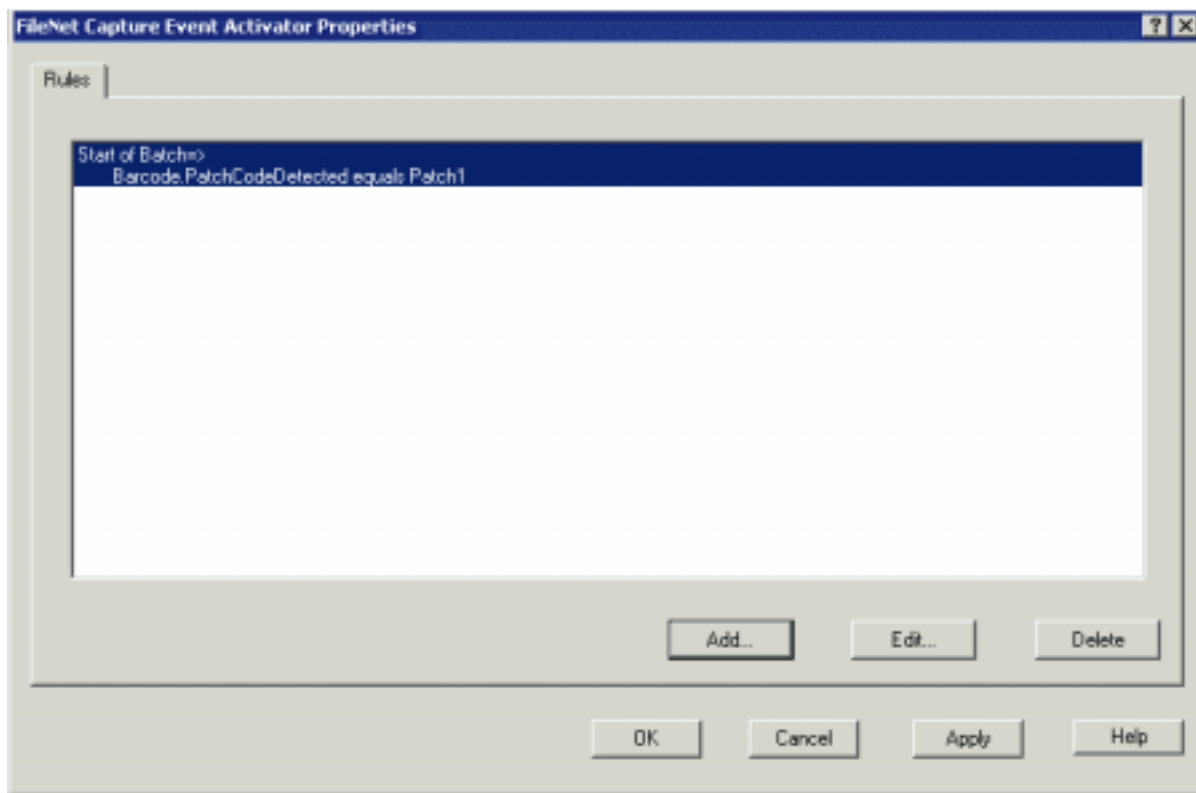 FileNet Capture Event Activator Properties
Rules
Start of Batch=>
Barcode.PatchCodeDetected equals Patch1
Add... Edit... Delete
OK Cancel Apply Help